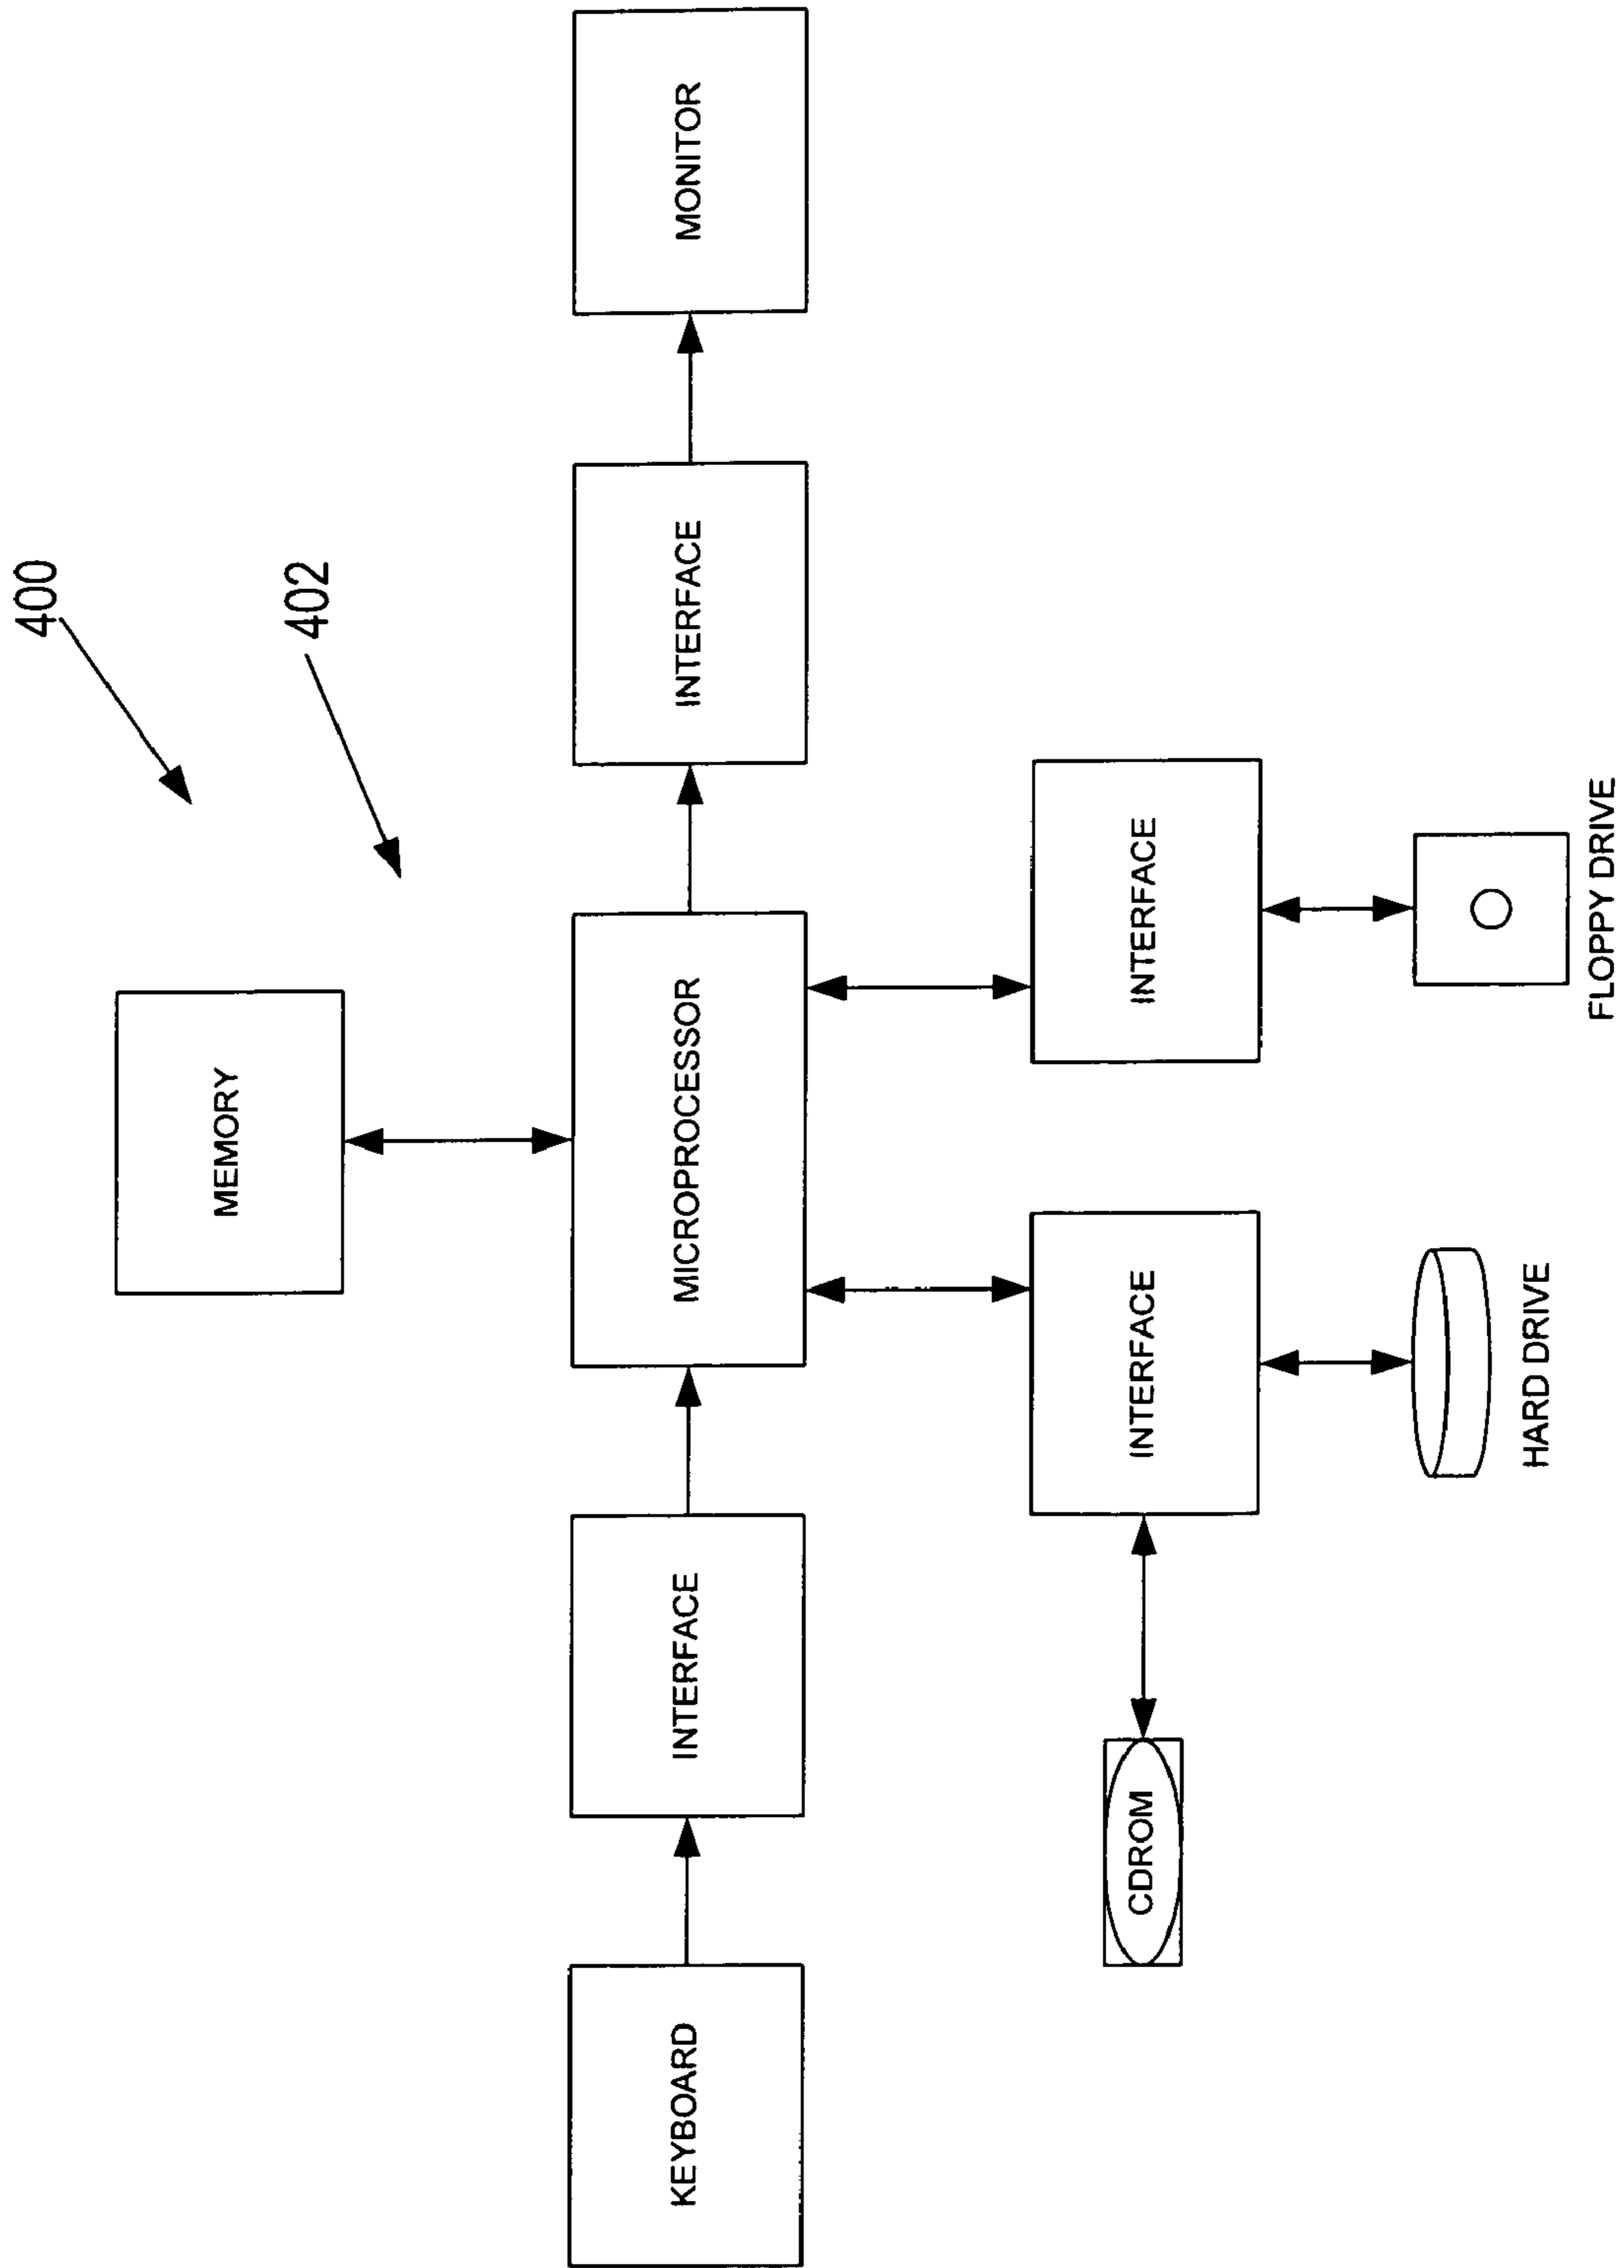 400
402
MEMORY
KEYBOARD
INTERFACE
MICROPROCESSOR
INTERFACE
MONITOR
CDROM
INTERFACE
INTERFACE
HARD DRIVE
FLOPPY DRIVE